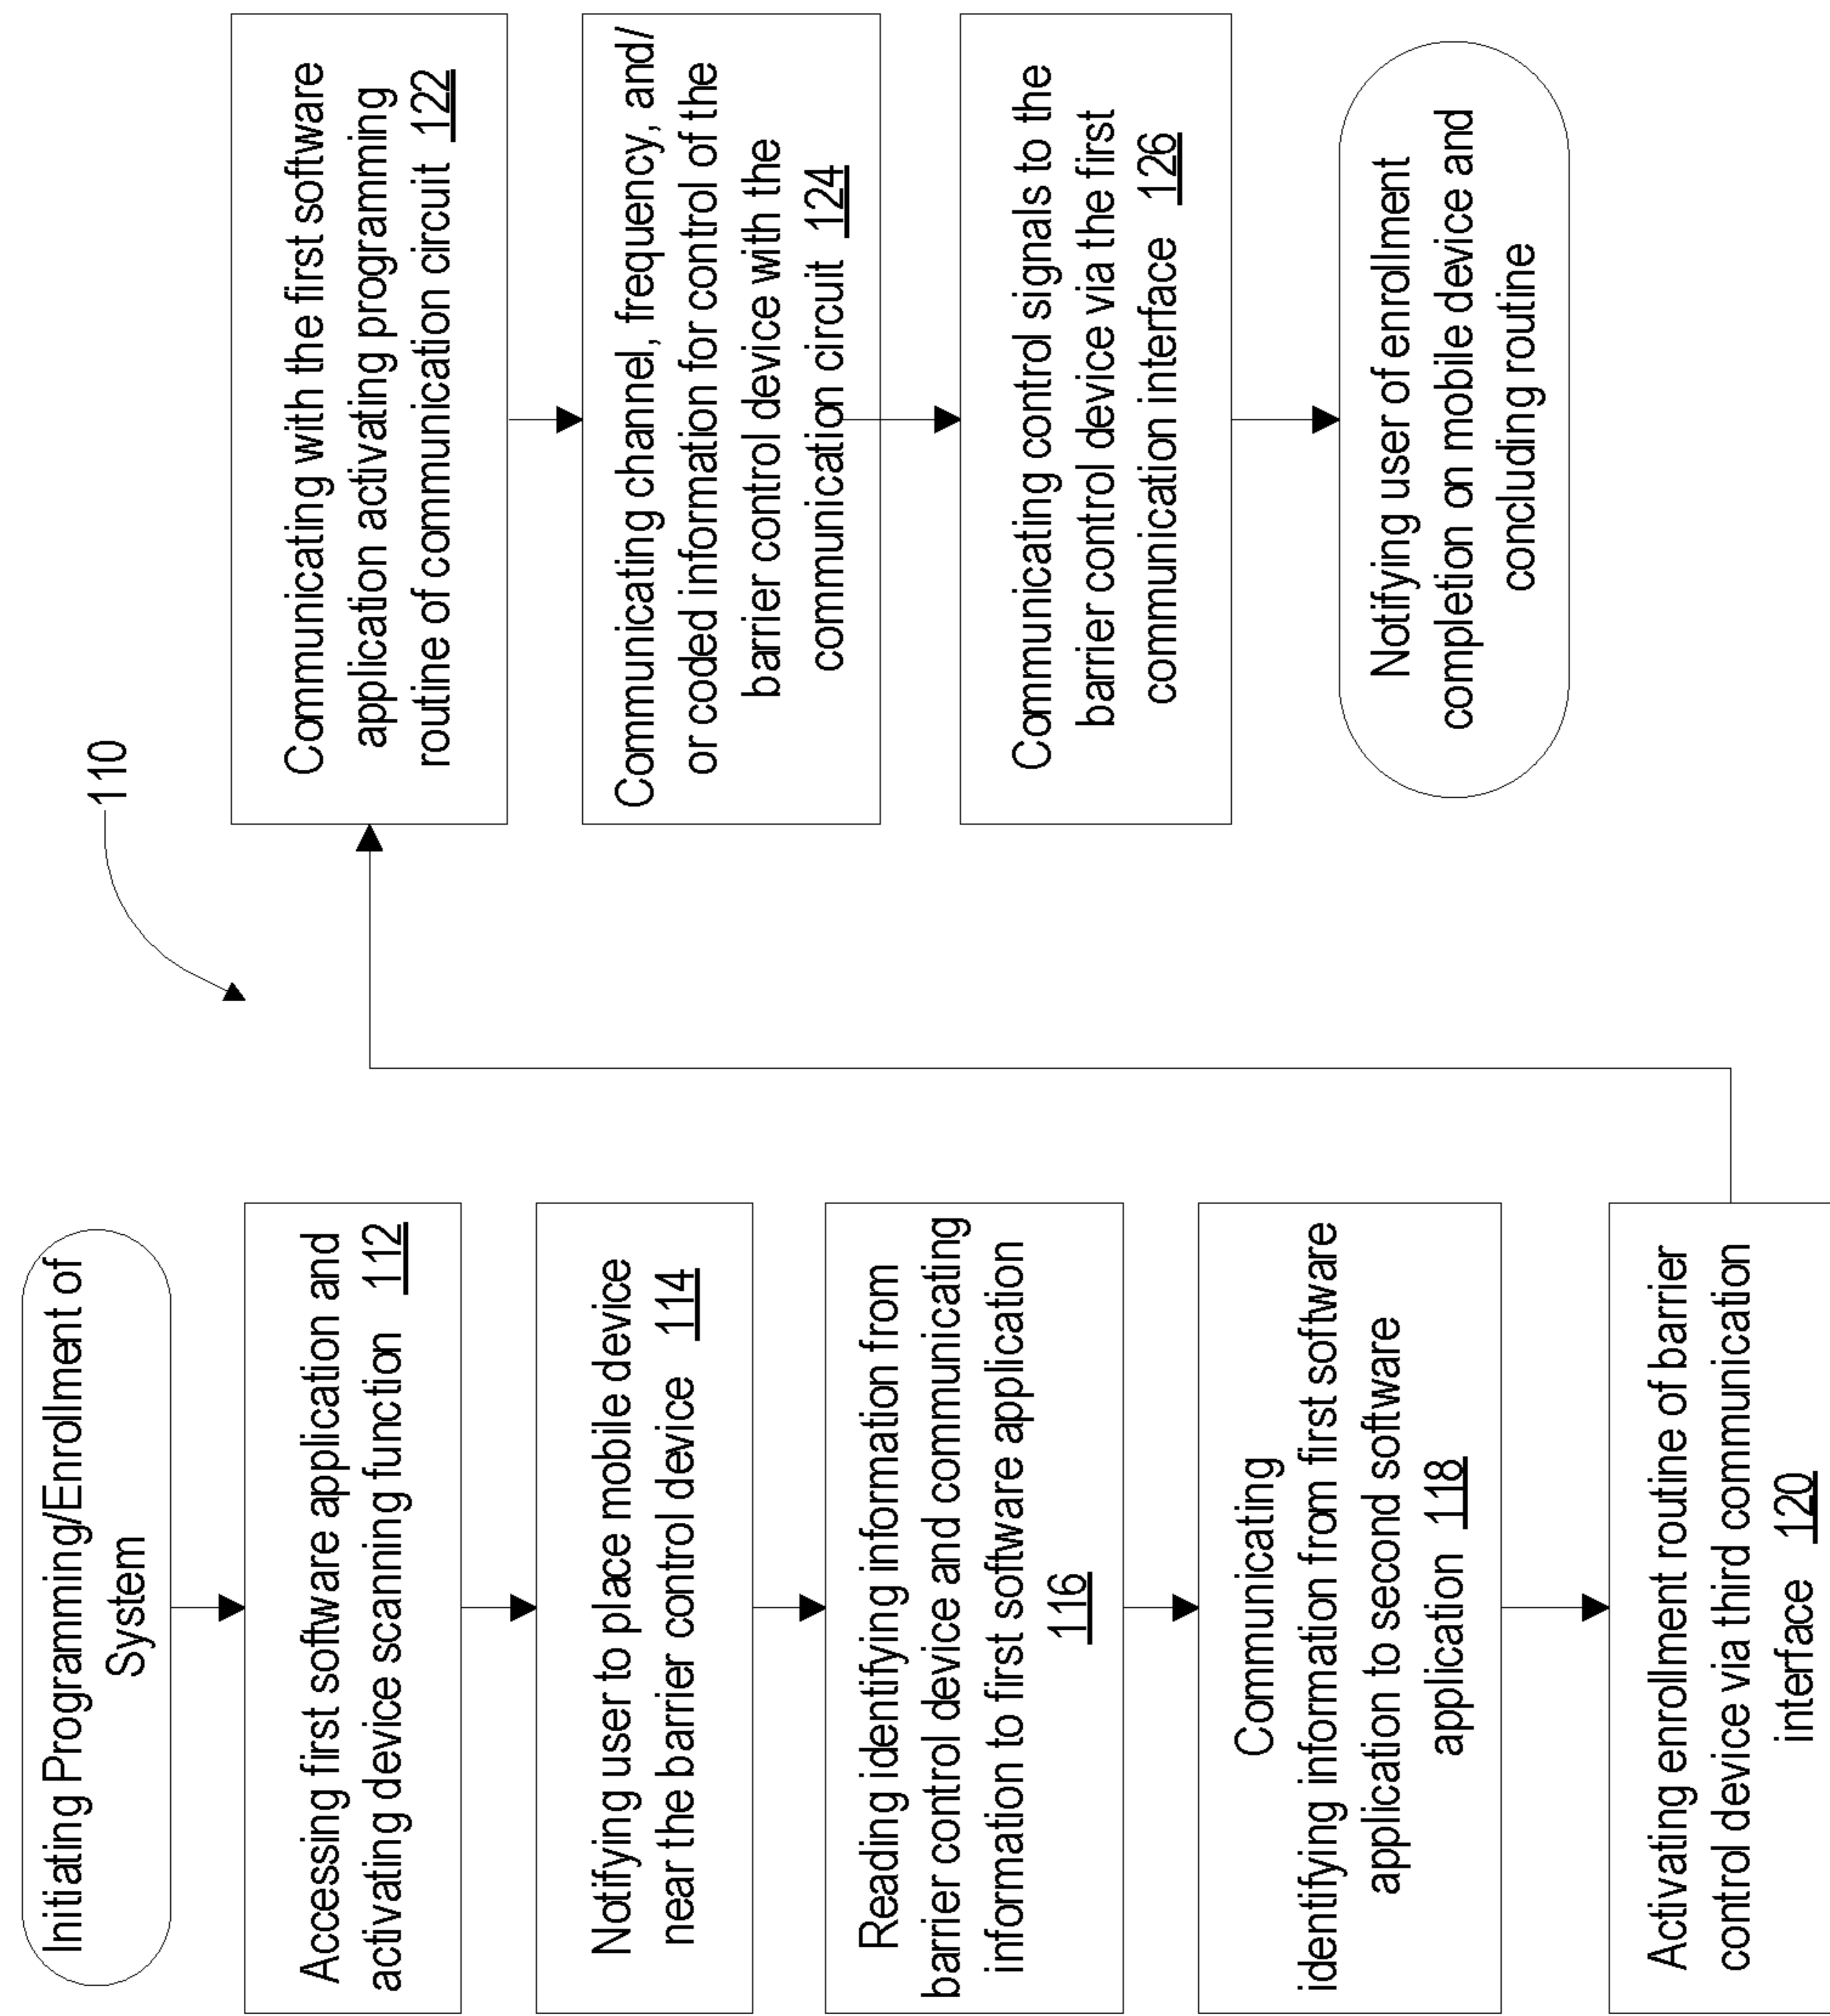 Initiating Programming/Enrollment of
System
Accessing first software application and
activating device scanning function 112
Notifying user to place mobile device
near the barrier control device 114
Reading identifying information from
barrier control device and communicating
information to first software application
116
Communicating
identifying information from first software
application to second software
application 118
Activating enrollment routine of barrier
control device via third communication
interface 120
110
Communicating with the first software
application activating programming
routine of communication circuit 122
Communicating channel, frequency, and/
or coded information for control of the
barrier control device with the
communication circuit 124
Communicating control signals to the
barrier control device via the first
communication interface 126
Notifying user of enrollment
completion on mobile device and
concluding routine